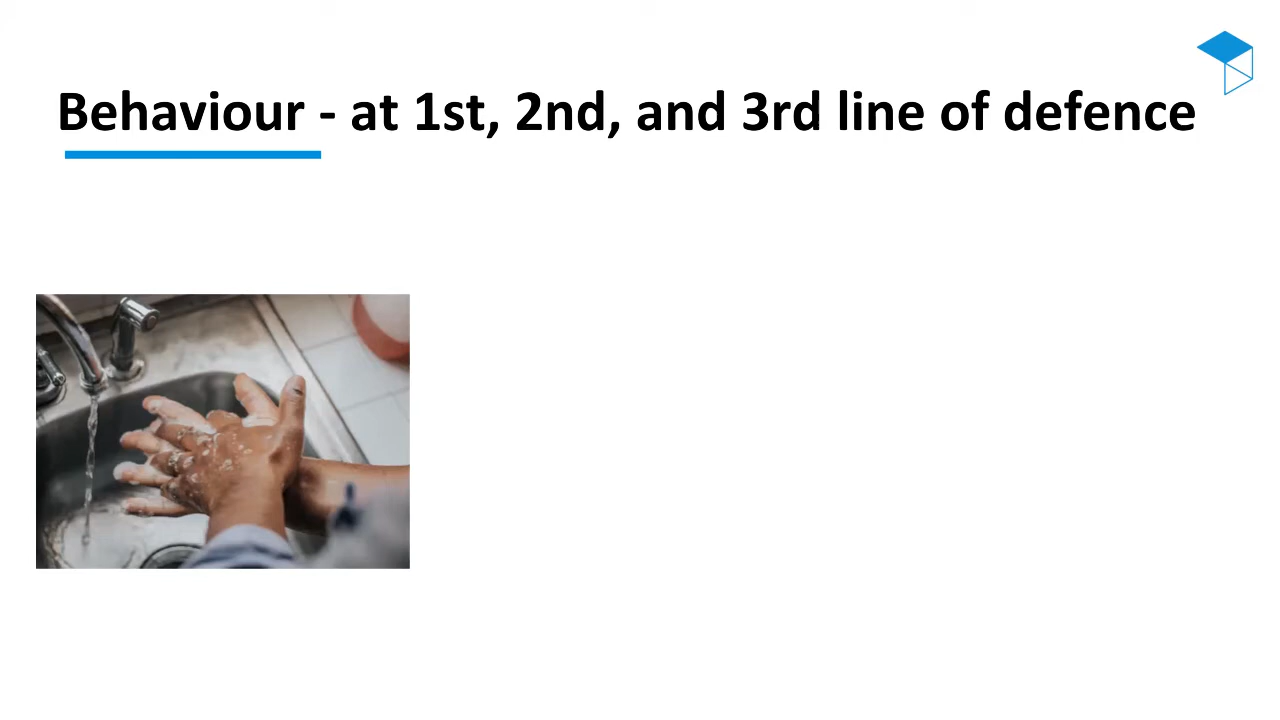 Behaviour - at 1st, 2nd, and 3rd line of defence